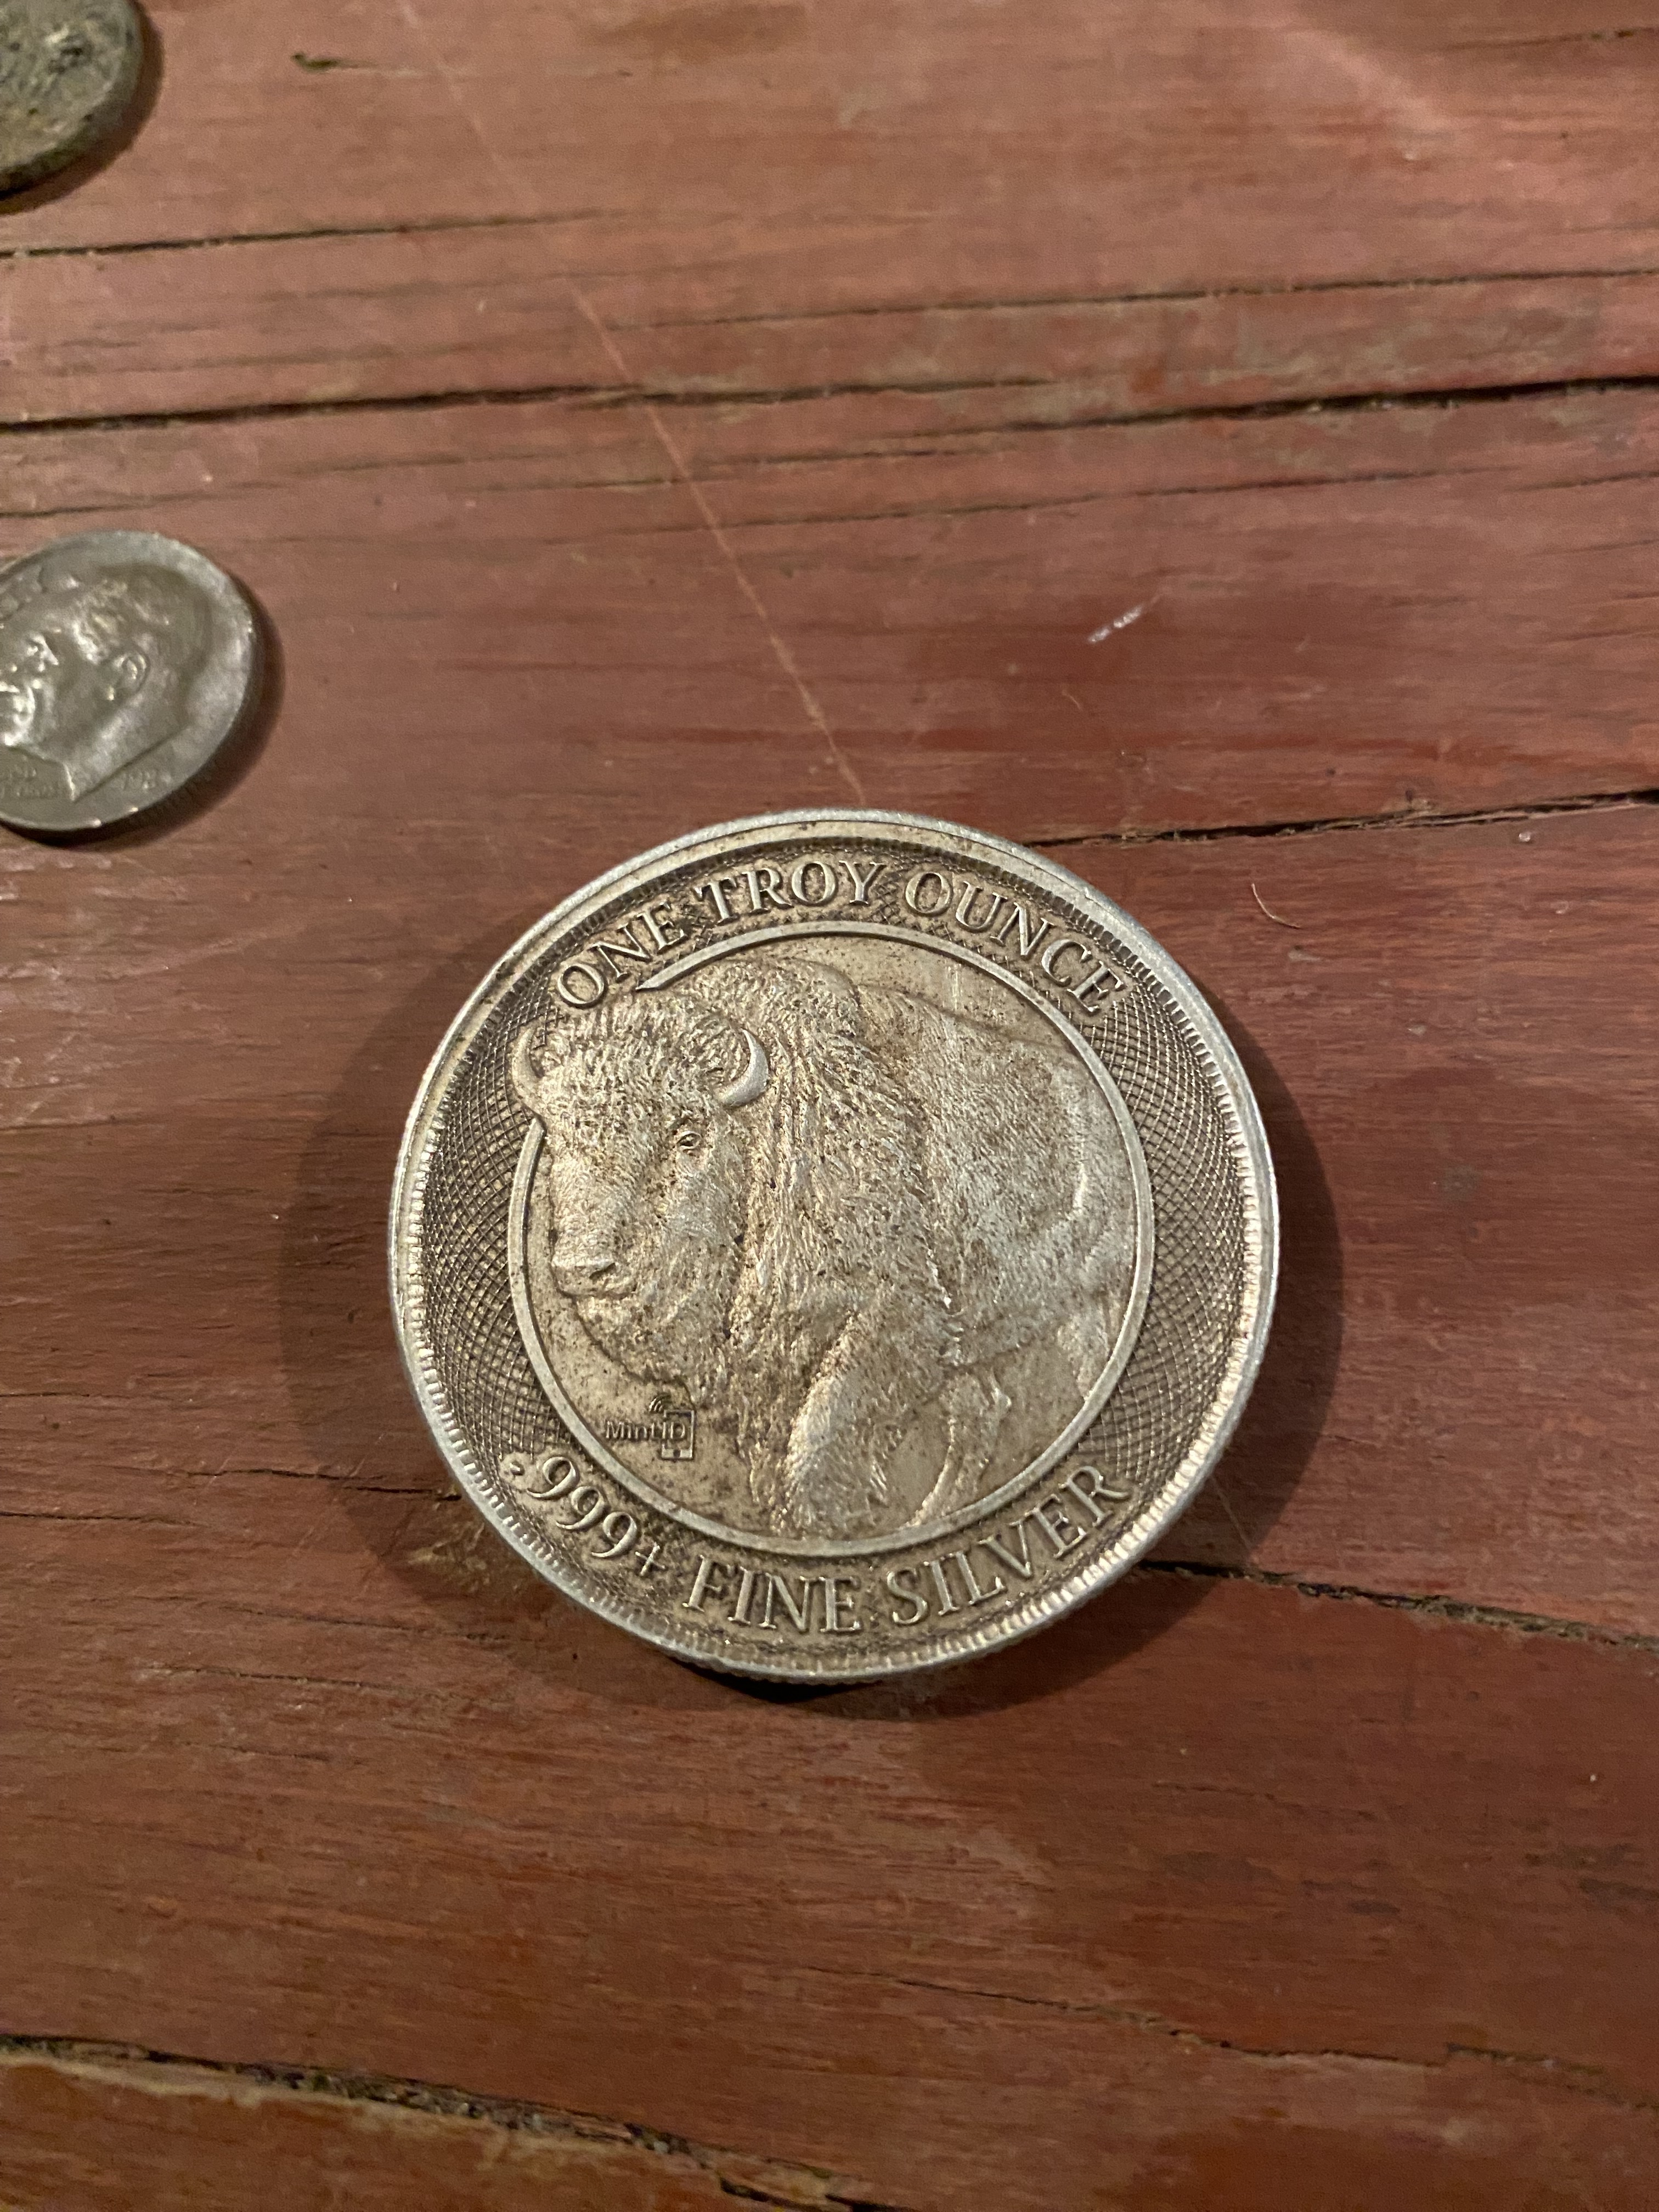 ONE TROY OUNCE
MintID
.999+ FINE SILVER